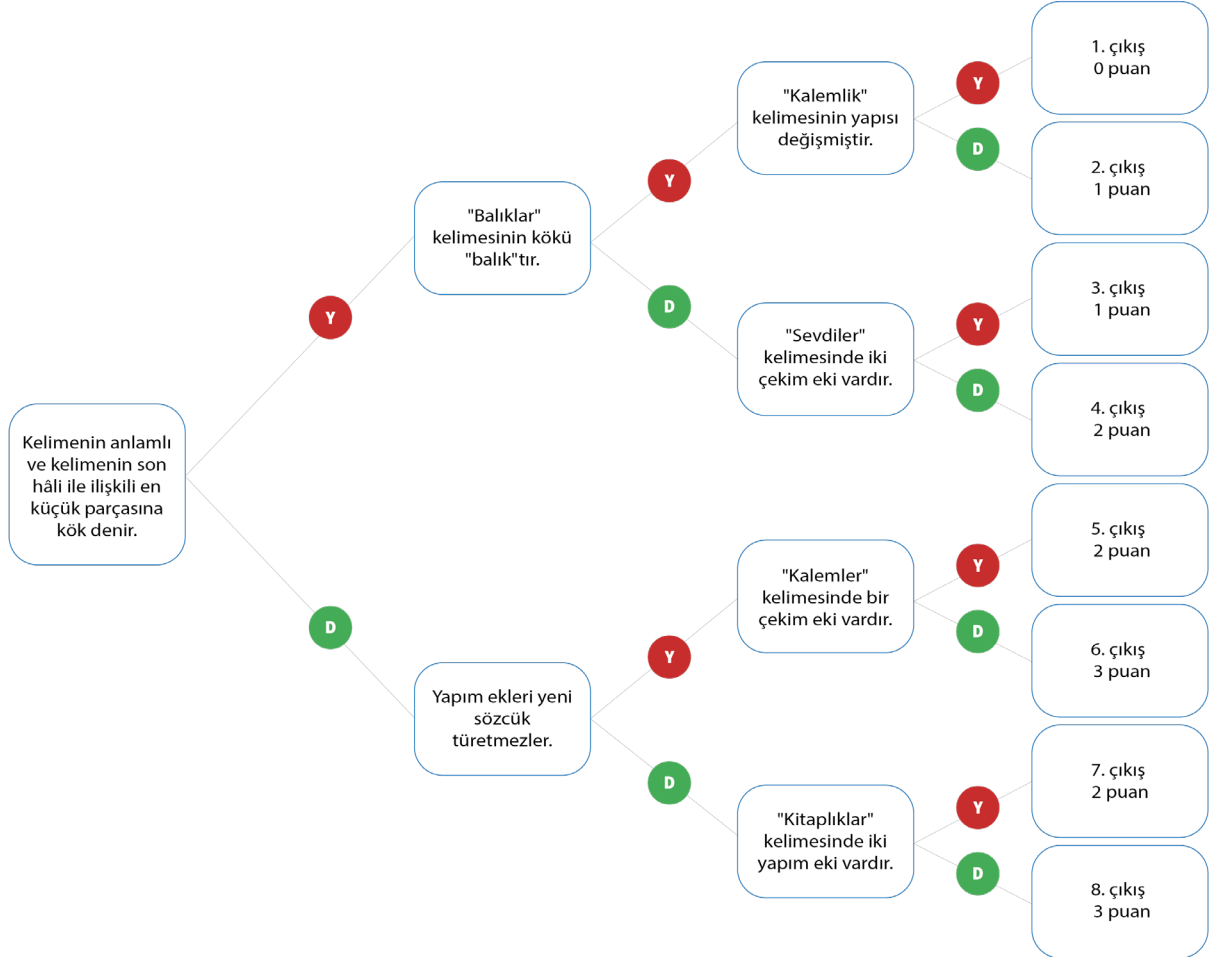 Kelimenin anlamlı
ve kelimenin son
hâli ile ilişkili en
küçük parçasına
kök denir.
Y
D
"Balıklar"
kelimesinin kökü
"balık"tır.
Y
D
Yapım ekleri yeni
sözcük
türetmezler.
Y
D
"Kalemlik"
kelimesinin yapısı
değişmiştir.
Y
D
"Sevdiler"
kelimesinde iki
çekim eki vardır.
Y
D
"Kalemler"
kelimesinde bir
çekim eki vardır.
Y
D
"Kitaplıklar"
kelimesinde iki
yapım eki vardır.
Y
D
1. çıkış
0 puan
2. çıkış
1 puan
3. çıkış
1 puan
4. çıkış
2 puan
5. çıkış
2 puan
6. çıkış
3 puan
7. çıkış
2 puan
8. çıkış
3 puan